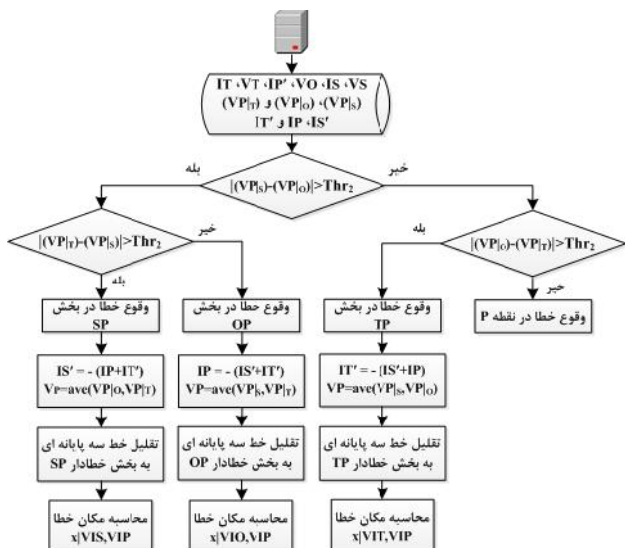 IT ،VT ،IP′ ،VO ،IS ،VS
(VP|T) و (VP|O) ،(VP|S)
IT′ و IP ،IS′
|(VP|S)-(VP|O)|>Thr2
بله
خیر
|(VP|T)-(VP|S)|>Thr2
|(VP|O)-(VP|T)|>Thr2
بله
خیر
بله
خیر
وقوع خطا در بخش
SP
وقوع خطا در بخش
OP
وقوع خطا در بخش
TP
وقوع خطا در نقطه P
IS′ = - (IP+IT′)
VP=ave(VP|O,VP|T)
IP = - (IS′+IT′)
VP=ave(VP|S,VP|T)
IT′ = - (IS′+IP)
VP=ave(VP|S,VP|O)
تقلیل خط سه پایانه ای
به بخش خطادار SP
تقلیل خط سه پایانه ای
به بخش خطادار OP
تقلیل خط سه پایانه ای
به بخش خطادار TP
محاسبه مکان خطا
x|VIS,VIP
محاسبه مکان خطا
x|VIO,VIP
محاسبه مکان خطا
x|VIT,VIP